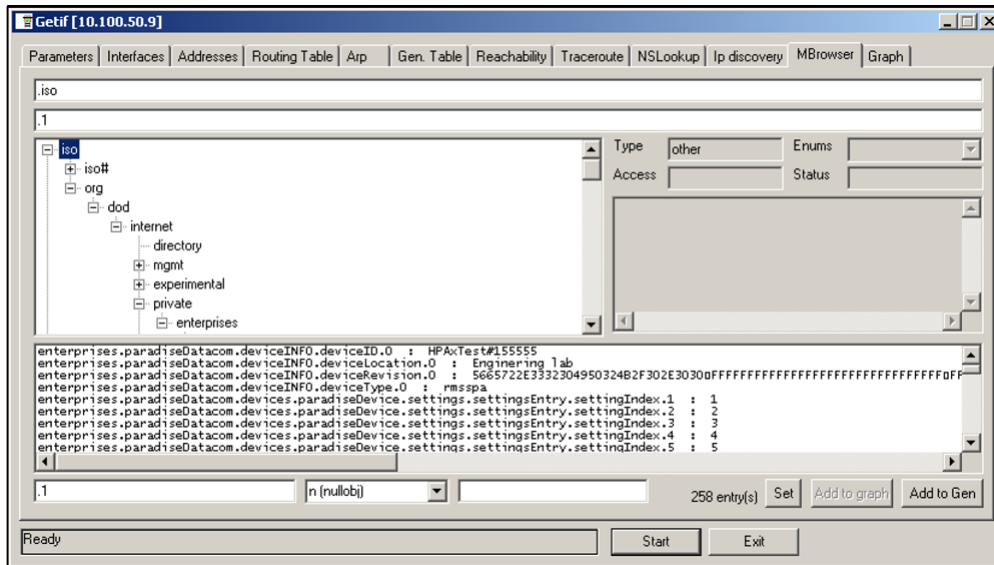 Getif [10.100.50.9]
Parameters Interfaces Addresses Routing Table Arp Gen. Table Reachability Traceroute NSLookup Ip discovery MBrowser Graph
.iso
.1
iso
iso#
org
dod
internet
directory
mgmt
experimental
private
enterprises
Type other Enums
Access Status
enterprises.paradiseDatacom.deviceINFO.deviceID.0 : HPAxTest#155555
enterprises.paradiseDatacom.deviceINFO.deviceLocation.0 : Enginering lab
enterprises.paradiseDatacom.deviceINFO.deviceRevision.0 :
enterprises.paradiseDatacom.deviceINFO.deviceType.0 : rmsspa
enterprises.paradiseDatacom.devices.paradiseDevice.settings.settingsEntry.settingIndex.1 : 1
enterprises.paradiseDatacom.devices.paradiseDevice.settings.settingsEntry.settingIndex.2 : 2
enterprises.paradiseDatacom.devices.paradiseDevice.settings.settingsEntry.settingIndex.3 : 3
enterprises.paradiseDatacom.devices.paradiseDevice.settings.settingsEntry.settingIndex.4 : 4
enterprises.paradiseDatacom.devices.paradiseDevice.settings.settingsEntry.settingIndex.5 : 5
.1 n (nullobj) 258 entry(s) Set Add to graph Add to Gen
Ready Start Exit